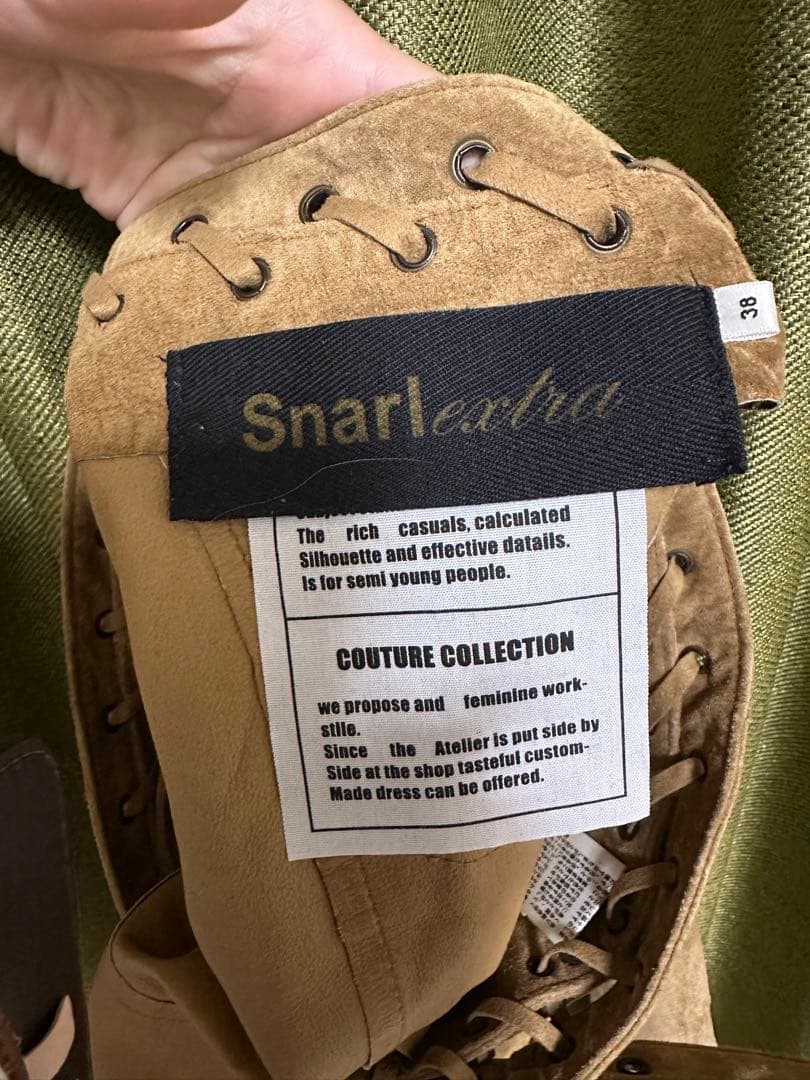 38
Snarl extra
The rich casuals, calculated
Silhouette and effective datails.
Is for semi young people.
COUTURE COLLECTION
we propose and feminine work-
stile.
Since the Atelier is put side by
Side at the shop tasteful custom-
Made dress can be offered.